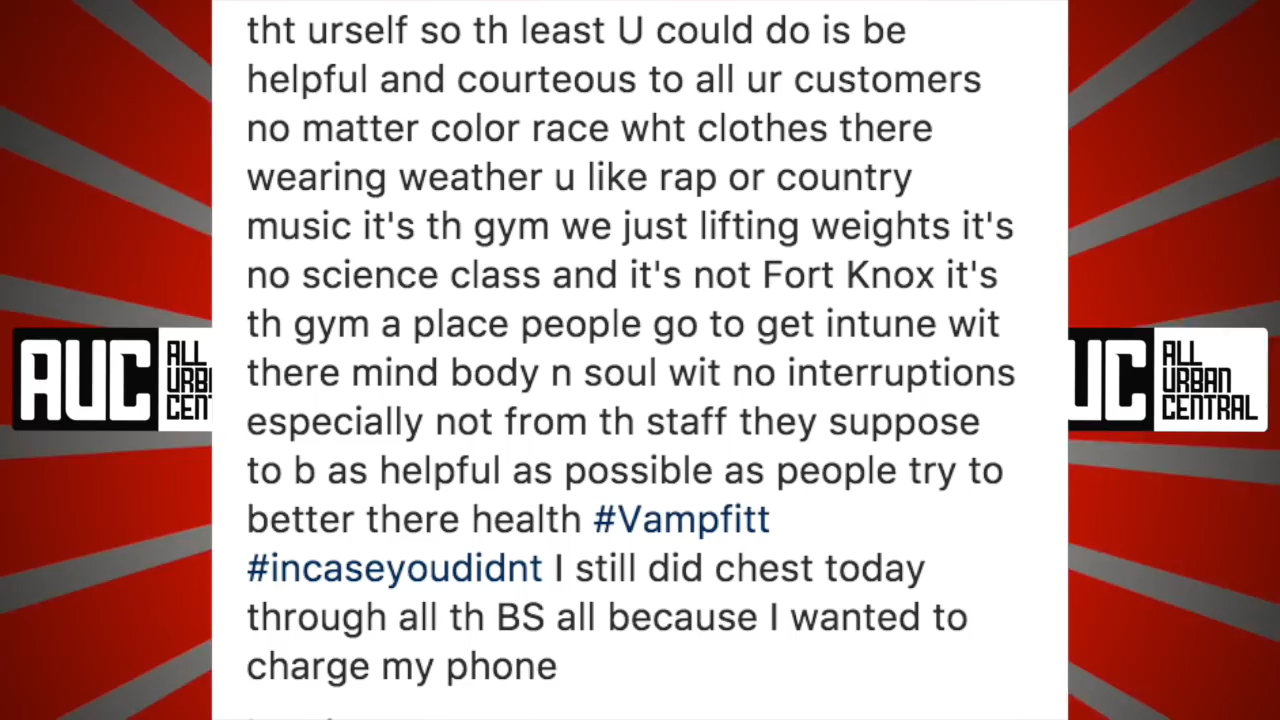 tht urself so th least U could do is be
helpful and courteous to all ur customers
no matter color race wht clothes there
wearing weather u like rap or country
music it's th gym we just lifting weights it's
no science class and it's not Fort Knox it's
th gym a place people go to get intune wit
there mind body n soul wit no interruptions
especially not from th staff they suppose
to b as helpful as possible as people try to
better there health #Vampfitt
#incaseyoudidnt I still did chest today
through all th BS all because I wanted to
charge my phone
AUC
ALL
URB
CEN
UC
ALL
URBAN
CENTRAL